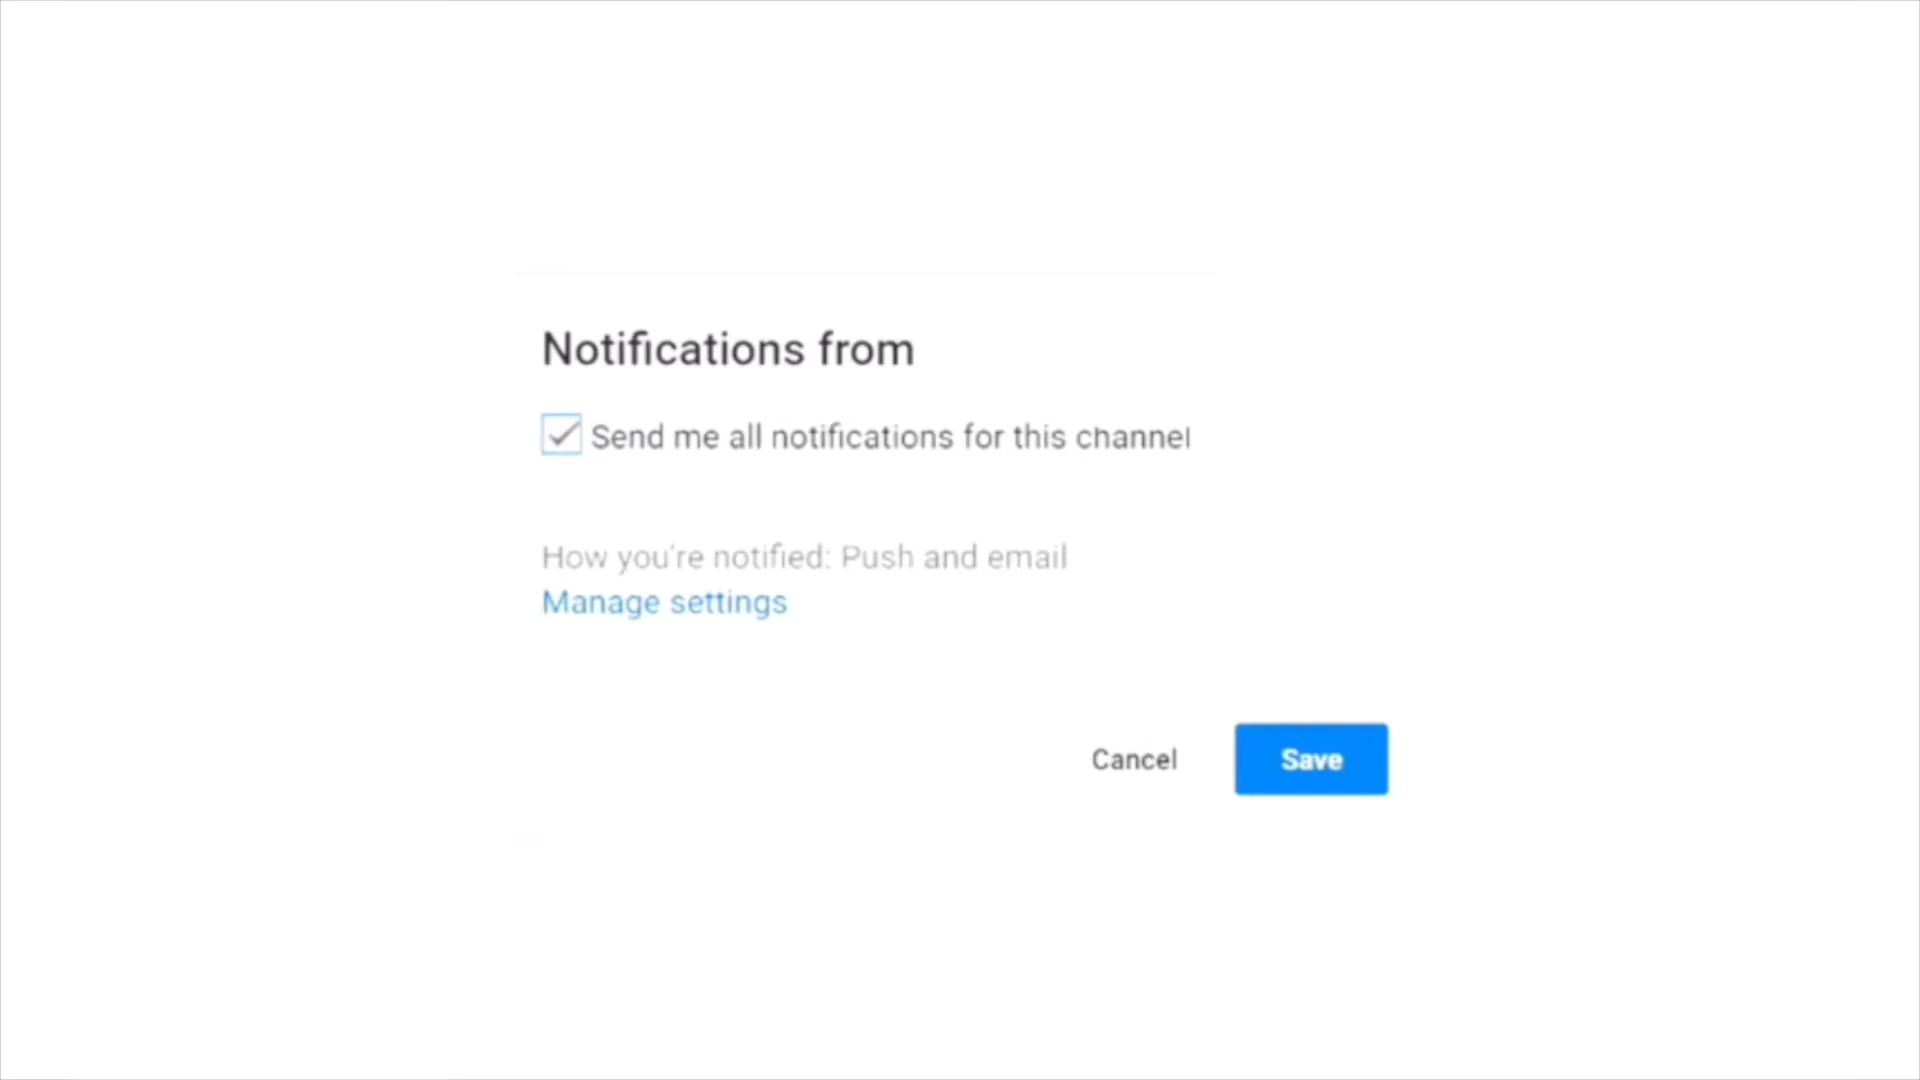 Notifications from
Send me all notifications for this channel
How you're notified: Push and email
Manage settings
Cancel
Save